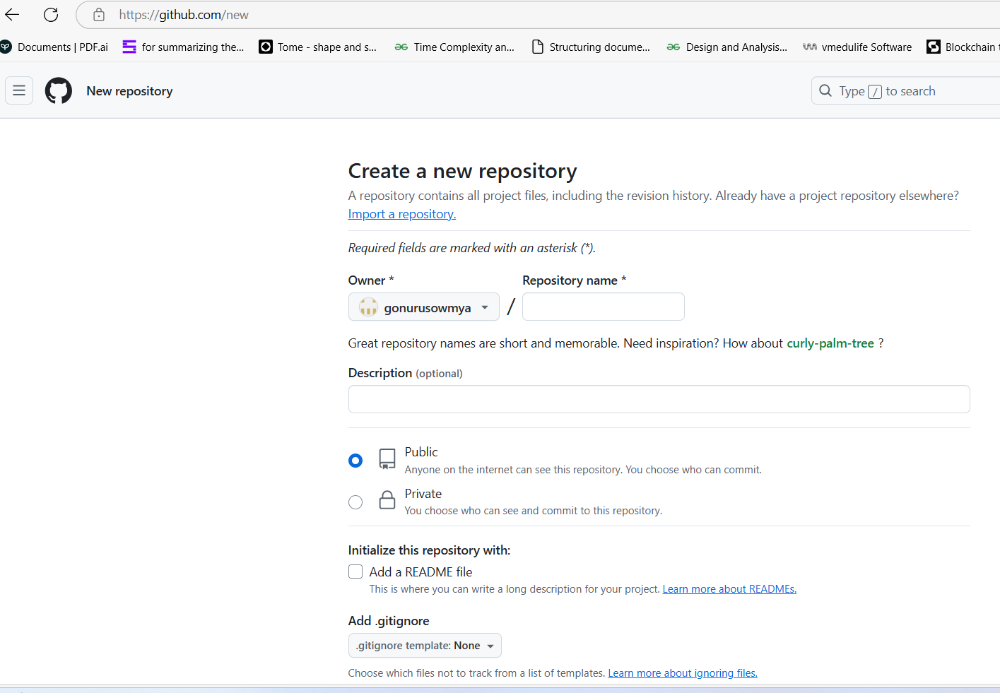 https://github.com/new
Documents | PDF.ai for summarizing the... Tome - shape and s... Time Complexity an... Structuring docume... Design and Analysis... vmedulife Software Blockchain t
New repository Type / to search
Create a new repository
A repository contains all project files, including the revision history. Already have a project repository elsewhere?
Import a repository.
Required fields are marked with an asterisk (*).
Owner * Repository name *
gonurusowmya /
Great repository names are short and memorable. Need inspiration? How about curly-palm-tree ?
Description (optional)
Public
Anyone on the internet can see this repository. You choose who can commit.
Private
You choose who can see and commit to this repository.
Initialize this repository with:
Add a README file
This is where you can write a long description for your project. Learn more about READMEs.
Add .gitignore
.gitignore template: None
Choose which files not to track from a list of templates. Learn more about ignoring files.